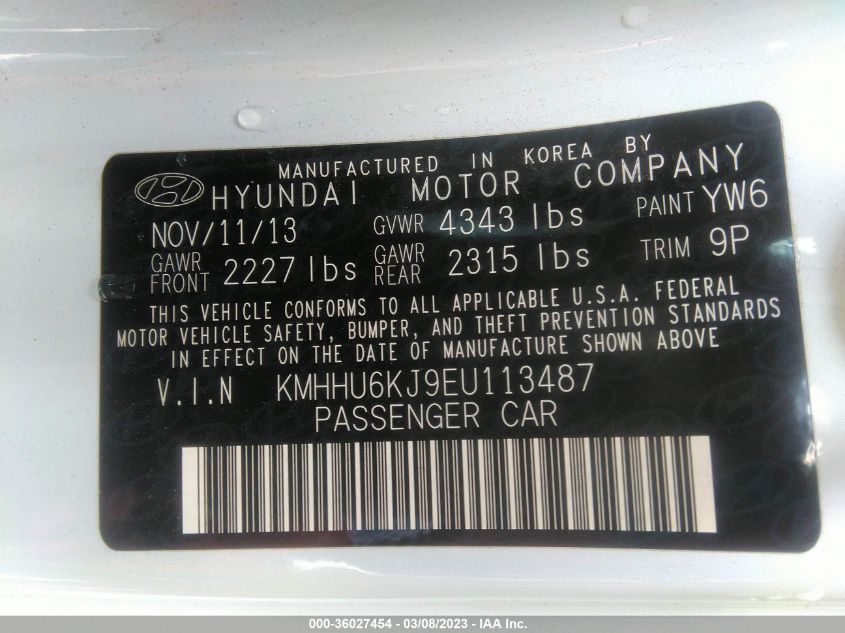 MANUFACTURED IN KOREA BY
HYUNDAI MOTOR COMPANY
NOV/11/13 GVWR 4343 lbs PAINT YW6
GAWR FRONT 2227 lbs GAWR REAR 2315 lbs TRIM 9P
THIS VEHICLE CONFORMS TO ALL APPLICABLE U.S.A. FEDERAL
MOTOR VEHICLE SAFETY, BUMPER, AND THEFT PREVENTION STANDARDS
IN EFFECT ON THE DATE OF MANUFACTURE SHOWN ABOVE
V.I.N KMHHU6KJ9EU113487
PASSENGER CAR
000-36027454 - 03/08/2023 - IAA Inc.